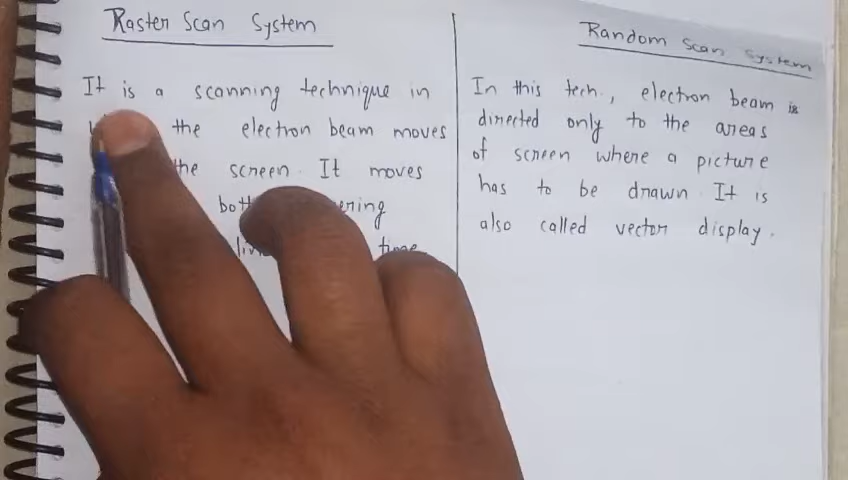 Raster Scan System
It is a scanning technique in
the electron beam moves
the screen. It moves
time
Random Scan System
In this tech., electron beam is
directed only to the areas
of screen where a picture
has to be drawn. It is
also called vector display.